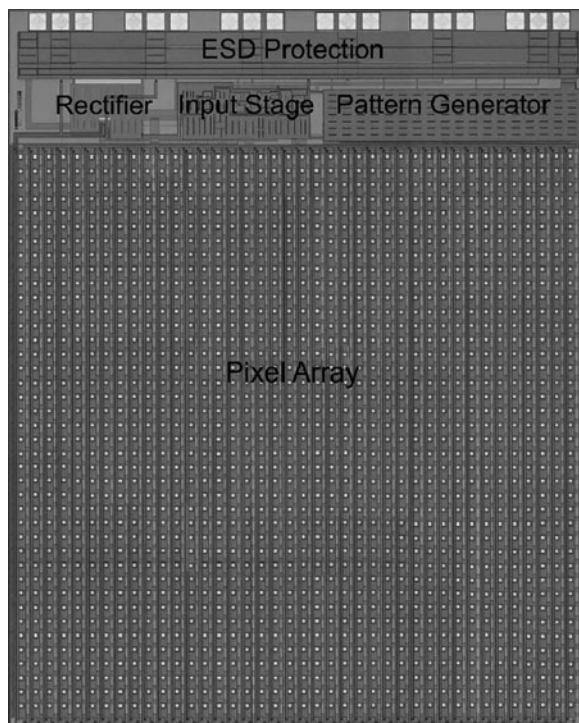 ESD Protection
Rectifier Input Stage Pattern Generator
Pixel Array